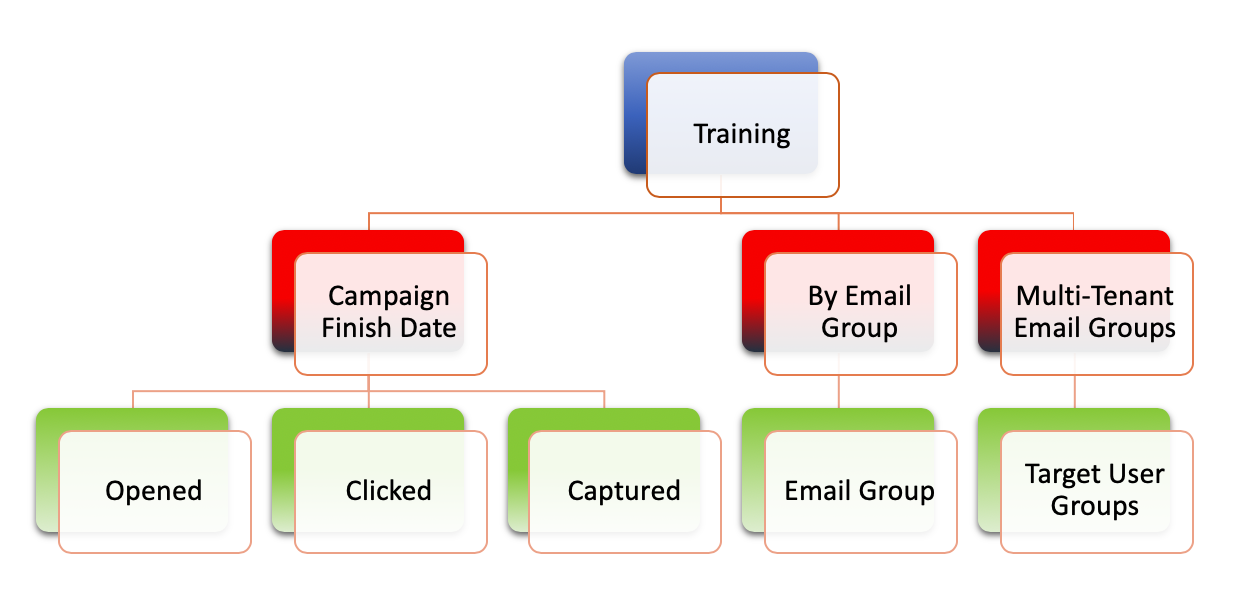 Training
Campaign
Finish Date
By Email
Group
Multi-Tenant
Email Groups
Opened
Clicked
Captured
Email Group
Target User
Groups